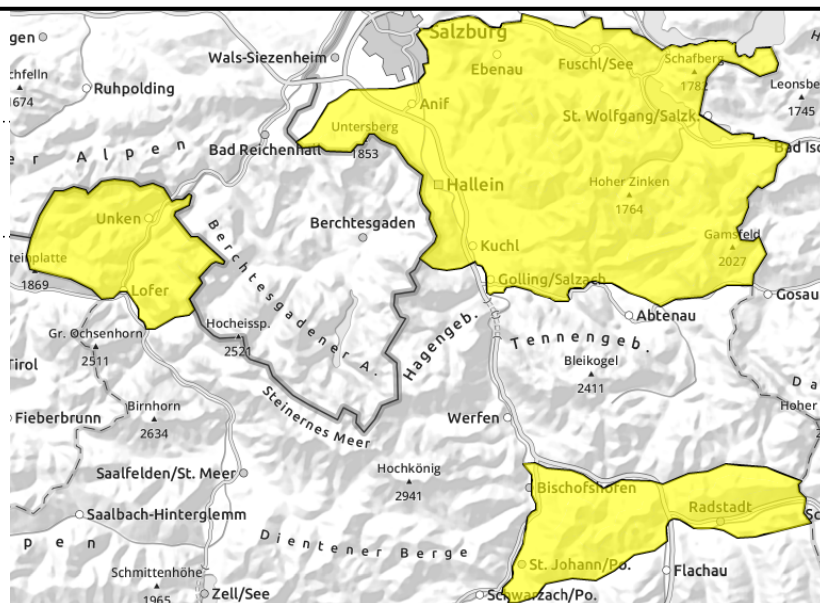 Salzburg
gen
Wals-Siezenheim
Fuschl/See
Ebenau
Schafberg
1782
chfelln
1674
Ruhpolding
Leonsbe
1745
Anif
St. Wolfgang/Salzk.
Untersberg
1853
Bad Reichenhall
Bad Isc
er Alpen
Hallein
Hoher Zinken
1764
Unken
Berchtesgaden
Gamsfeld
2027
Kuchl
teinplatte
1869
Berchtesgadener A.
Golling/Salzach
Lofer
Gosau
Abtenau
Hocheissp.
2521
Gr. Ochsenhorn
2511
Hagengeb.
Tennengeb.
Bleikogel
2411
Tirol
Da
Steinernes Meer
Birnhorn
2634
Hoher
Fieberbrunn
Werfen
Saalfelden/St. Meer
Hochkönig
2941
Bischofshofen
Saalbach-Hinterglemm
Radstadt
Sc
pen
Dientener Berge
Schmittenhöhe
1965
St. Johann/Po.
Flachau
Zell/See
Schwarzach/Po.